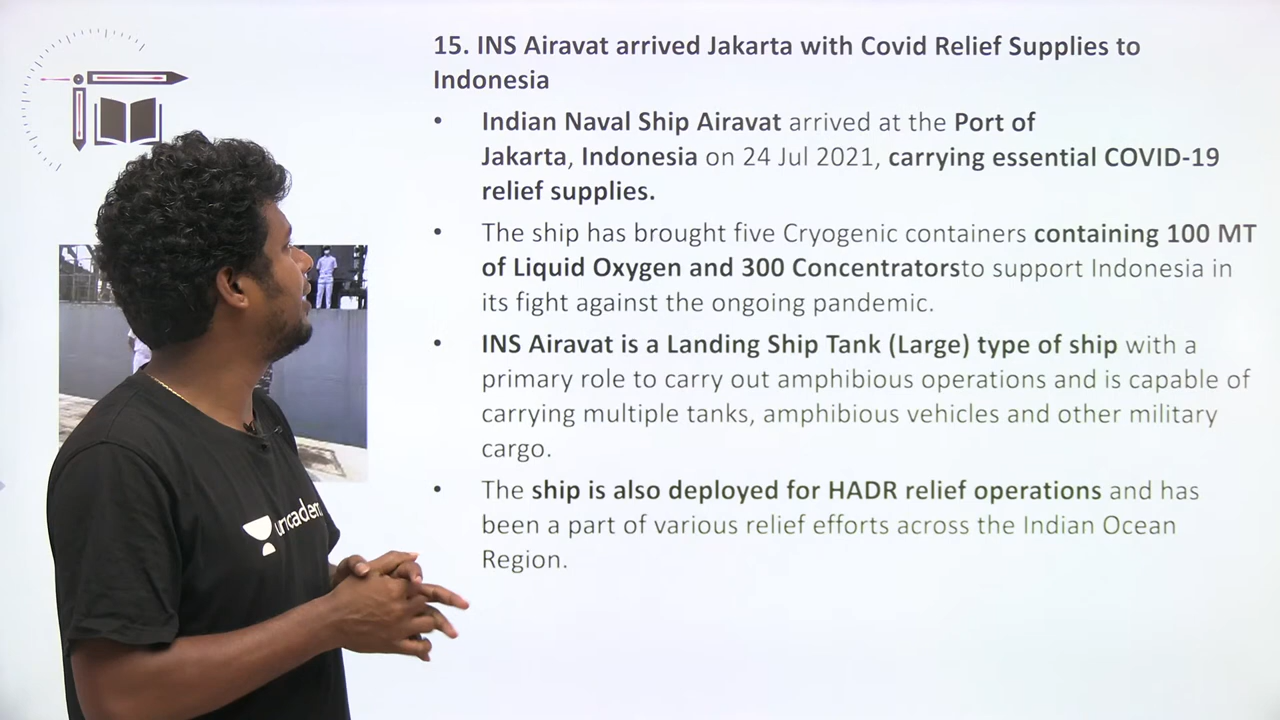 15. INS Airavat arrived Jakarta with Covid Relief Supplies to
Indonesia
• Indian Naval Ship Airavat arrived at the Port of
Jakarta, Indonesia on 24 Jul 2021, carrying essential COVID-19
relief supplies.
• The ship has brought five Cryogenic containers containing 100 MT
of Liquid Oxygen and 300 Concentratorsto support Indonesia in
its fight against the ongoing pandemic.
• INS Airavat is a Landing Ship Tank (Large) type of ship with a
primary role to carry out amphibious operations and is capable of
carrying multiple tanks, amphibious vehicles and other military
cargo.
• The ship is also deployed for HADR relief operations and has
been a part of various relief efforts across the Indian Ocean
Region.
unacadem